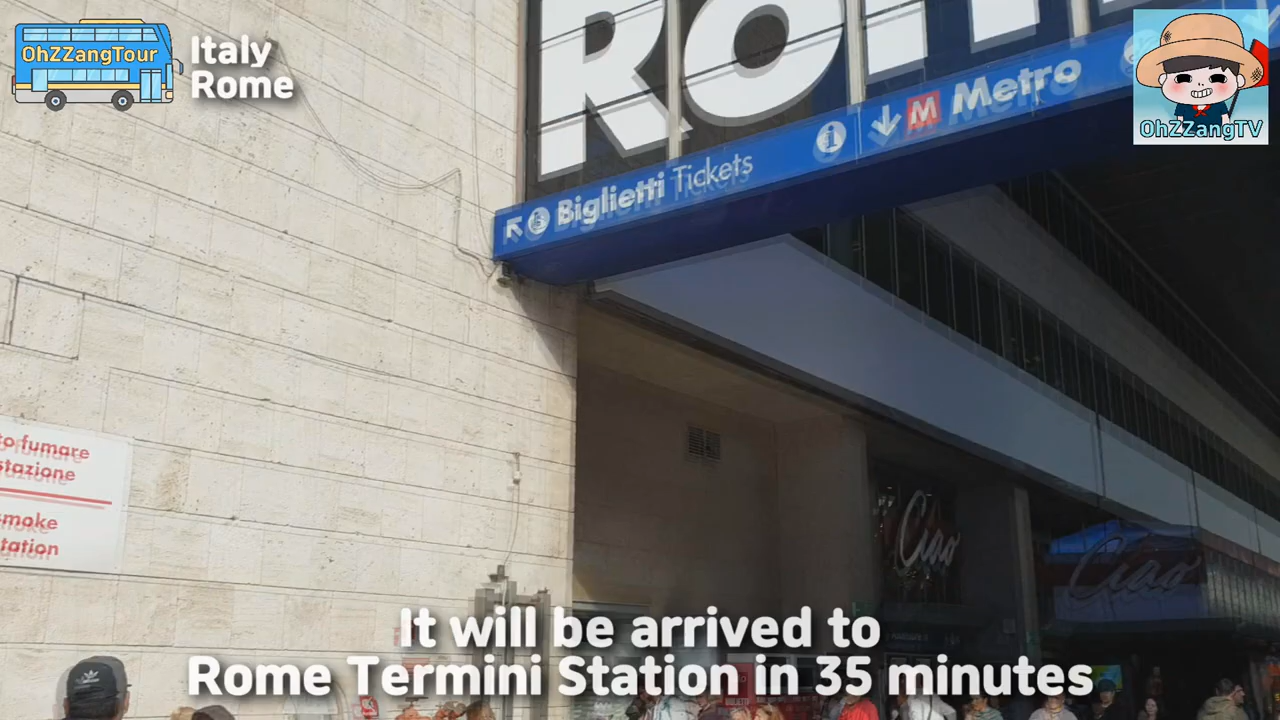 OhZZangTour
Italy
Rome
OhZZangTV
Biglietti Tickets
M Metro
to fumare
stazione
smoke
station
Ciao
Ciao
It will be arrived to
Rome Termini Station in 35 minutes